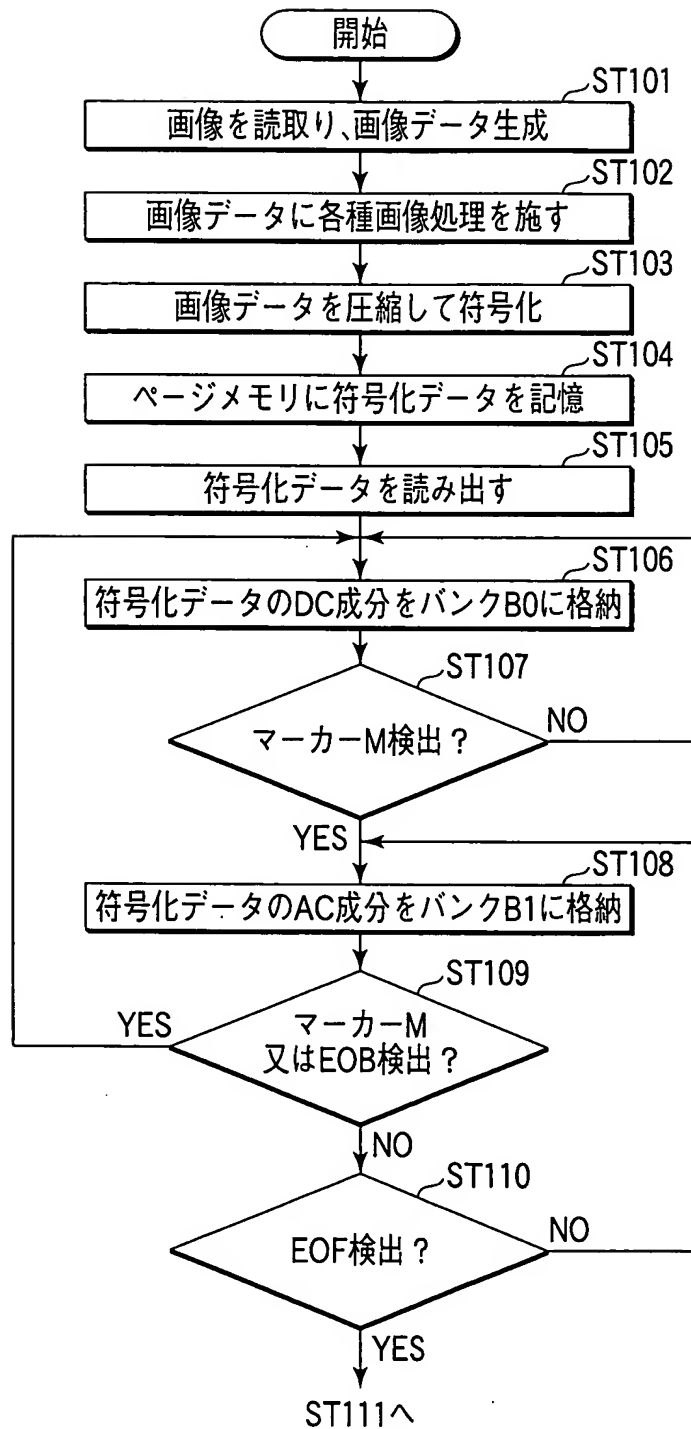 開始
ST101
画像を読取り、画像データ生成
ST102
画像データに各種画像処理を施す
ST103
画像データを圧縮して符号化
ST104
ページメモリに符号化データを記憶
ST105
符号化データを読み出す
ST106
符号化データのDC成分をバンクB0に格納
ST107
マーカーM検出?
NO
YES
ST108
符号化データのAC成分をバンクB1に格納
ST109
YES
マーカーM
又はEOB検出?
NO
ST110
EOF検出?
NO
YES
ST111へ